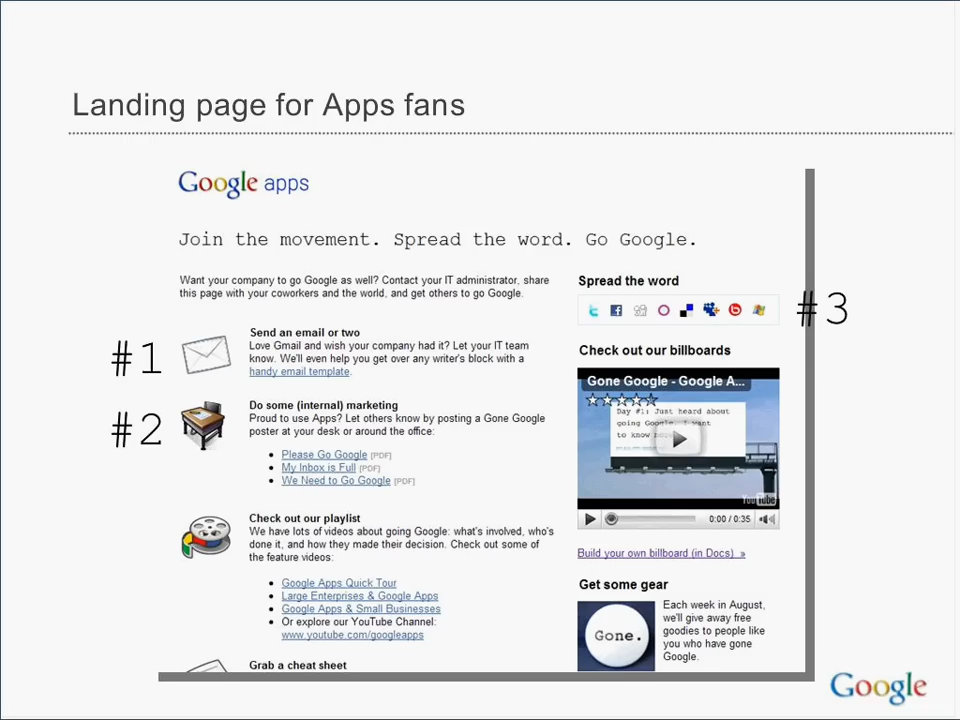 Landing page for Apps fans
Google apps
Join the movement. Spread the word. Go Google.
Want your company to go Google as well? Contact your IT administrator, share
this page with your coworkers and the world, and get others to go Google.
#1
Send an email or two
Love Gmail and wish your company had it? Let your IT team
know. We'll even help you get over any writer's block with a
handy email template.
#2
Do some (internal) marketing
Proud to use Apps? Let others know by posting a Gone Google
poster at your desk or around the office:
Please Go Google [PDF]
My Inbox is Full [PDF]
We Need to Go Google [PDF]
Check out our playlist
We have lots of videos about going Google: what's involved, who's
done it, and how they made their decision. Check out some of
the feature videos:
Google Apps Quick Tour
Large Enterprises & Google Apps
Google Apps & Small Businesses
Or explore our YouTube Channel:
www.youtube.com/googleapps
Grab a cheat sheet
Spread the word
#3
Check out our billboards
Gone Google - Google A...
Day #1: Just heard about
going Google. I want
to know
YouTube
0:00 / 0:35
Build your own billboard (in Docs) »
Get some gear
Gone.
Each week in August,
we'll give away free
goodies to people like
you who have gone
Google.
Google